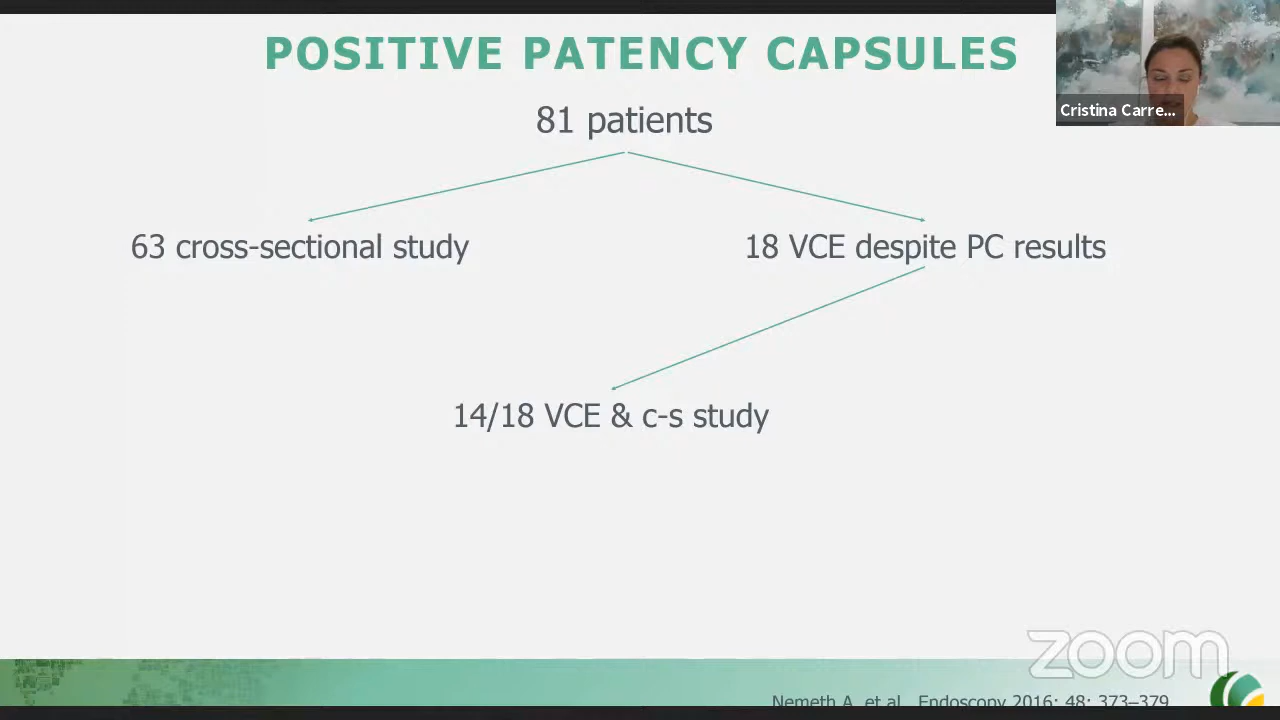 POSITIVE PATENCY CAPSULES
Cristina Carre...
81 patients
63 cross-sectional study
18 VCE despite PC results
14/18 VCE & c-s study
zoom
Nemeth A, et al., Endoscopy 2016; 48: 373–379